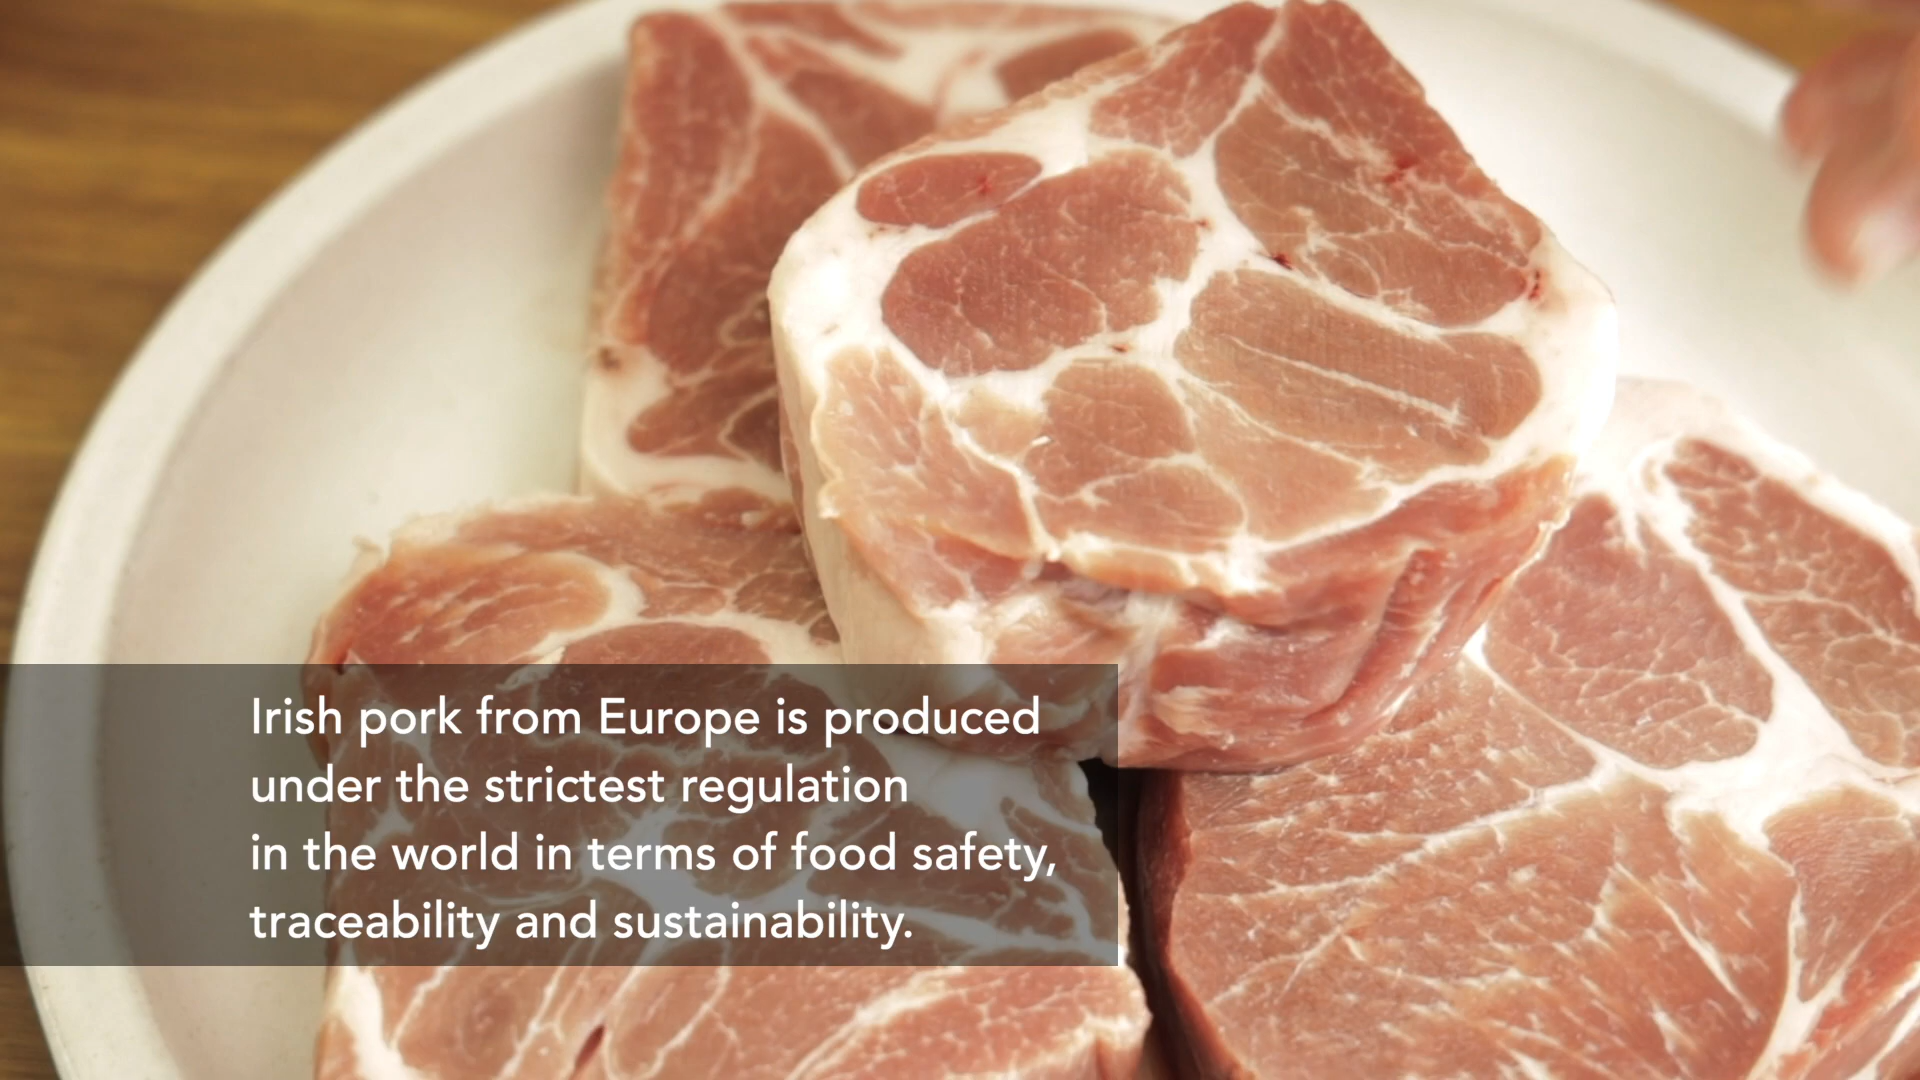 Irish pork from Europe is produced
under the strictest regulation
in the world in terms of food safety,
traceability and sustainability.